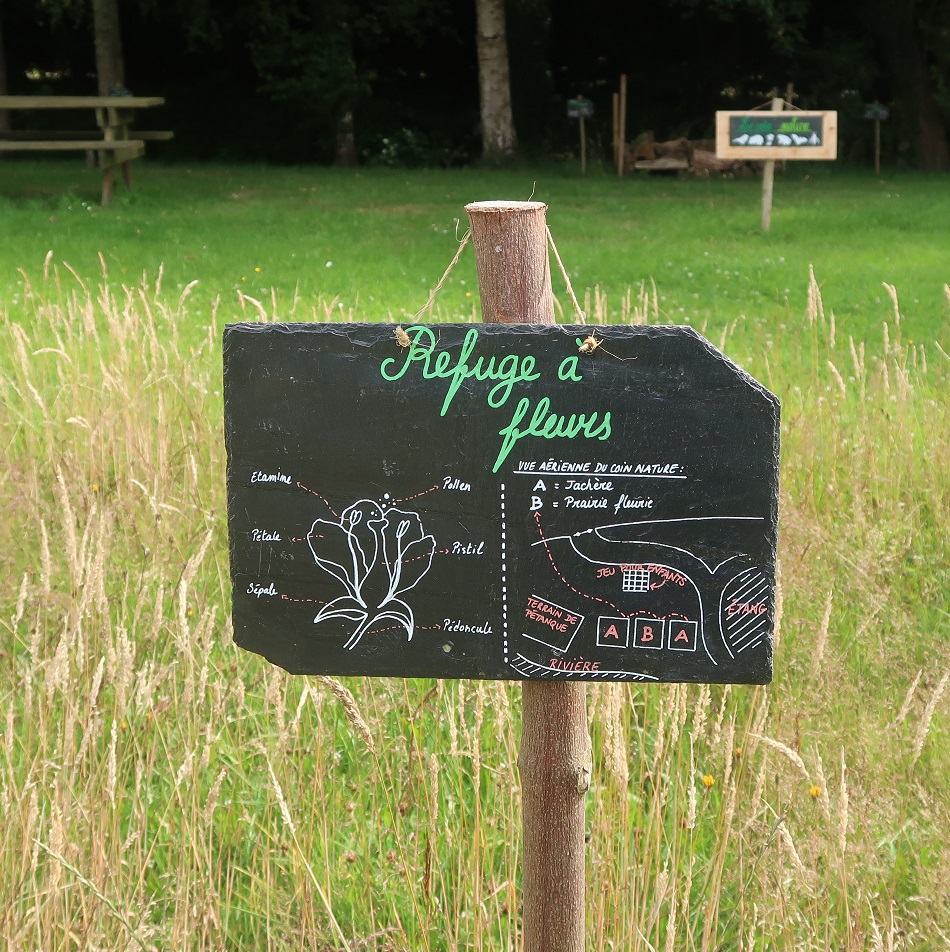 Refuge à
fleurs
Etamine
Pollen
Pétale
Pistil
Sépale
Pédoncule
VUE AÉRIENNE DU COIN NATURE :
A = Jachère
B = Prairie fleurie
JEU POUR ENFANTS
TERRAIN DE
PÉTANQUE
A B A
ÉTANG
RIVIÈRE